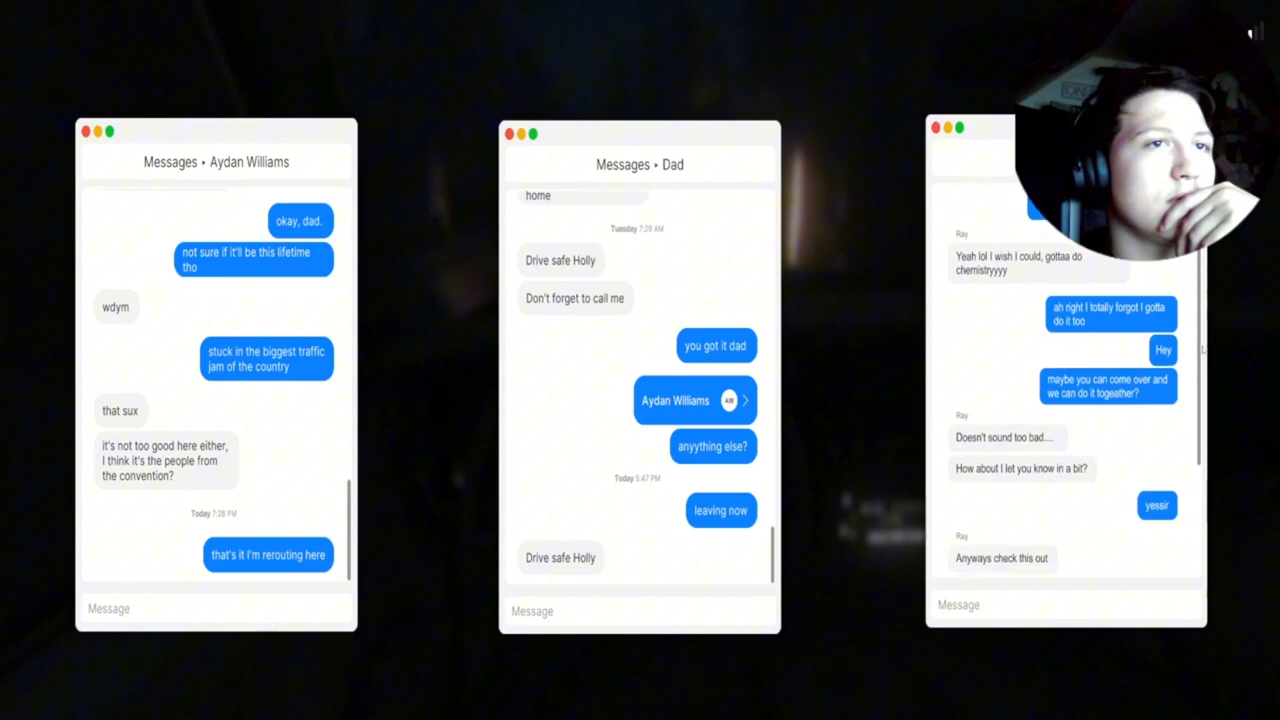 Messages ▸ Aydan Williams
okay, dad.
not sure if it'll be this lifetime
tho
wdym
stuck in the biggest traffic
jam of the country
that sux
it's not too good here either,
I think it's the people from
the convention?
Today 7:28 PM
that's it I'm rerouting here
Message
Messages ▸ Dad
home
Tuesday 7:29 AM
Drive safe Holly
Don't forget to call me
you got it dad
Aydan Williams AW
anyything else?
Today 5:47 PM
leaving now
Drive safe Holly
Message
Ray
Yeah lol I wish I could, gottaa do
chemistryyyy
ah right I totally forgot I gotta
do it too
Hey
maybe you can come over and
we can do it togeather?
Ray
Doesn't sound too bad....
How about I let you know in a bit?
yessir
Ray
Anyways check this out
Message